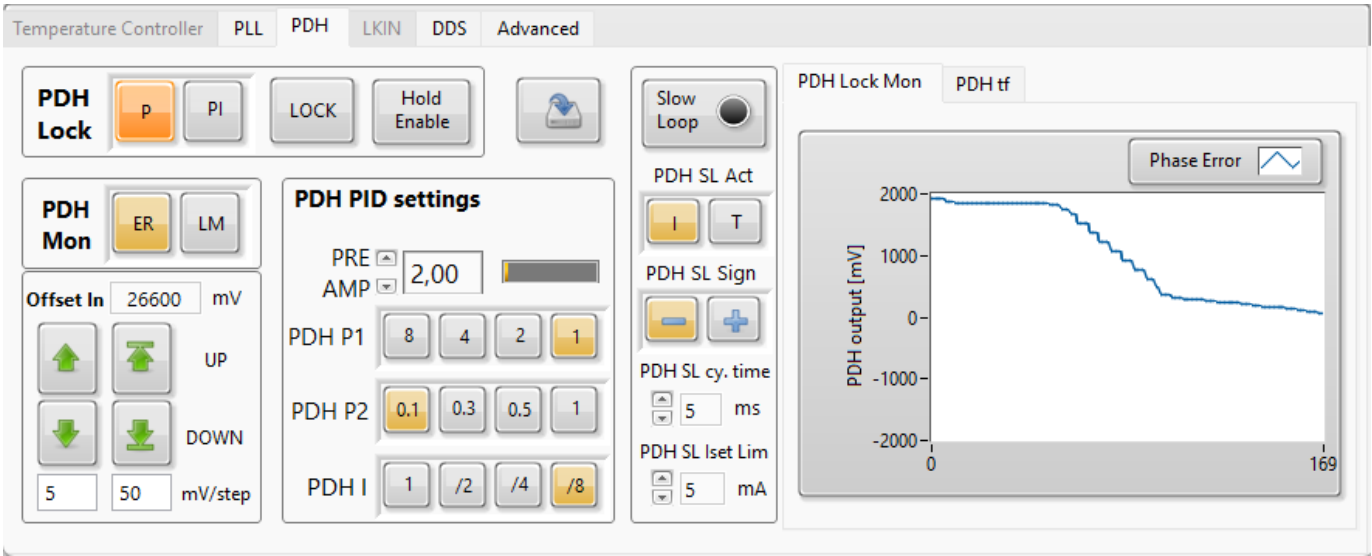 Temperature Controller PLL PDH LKIN DDS Advanced
PDH
Lock
P PI LOCK Hold
Enable
PDH
Mon
ER LM
Offset In 26600 mV
UP
DOWN
5 50 mV/step
PDH PID settings
PRE
AMP
2,00
PDH P1 8 4 2 1
PDH P2 0.1 0.3 0.5 1
PDH I 1 /2 /4 /8
Slow
Loop
PDH SL Act
I T
PDH SL Sign
PDH SL cy. time
5 ms
PDH SL Iset Lim
5 mA
PDH Lock Mon PDH tf
Phase Error
PDH output [mV]
2000
1000
0
-1000
-2000
0 169